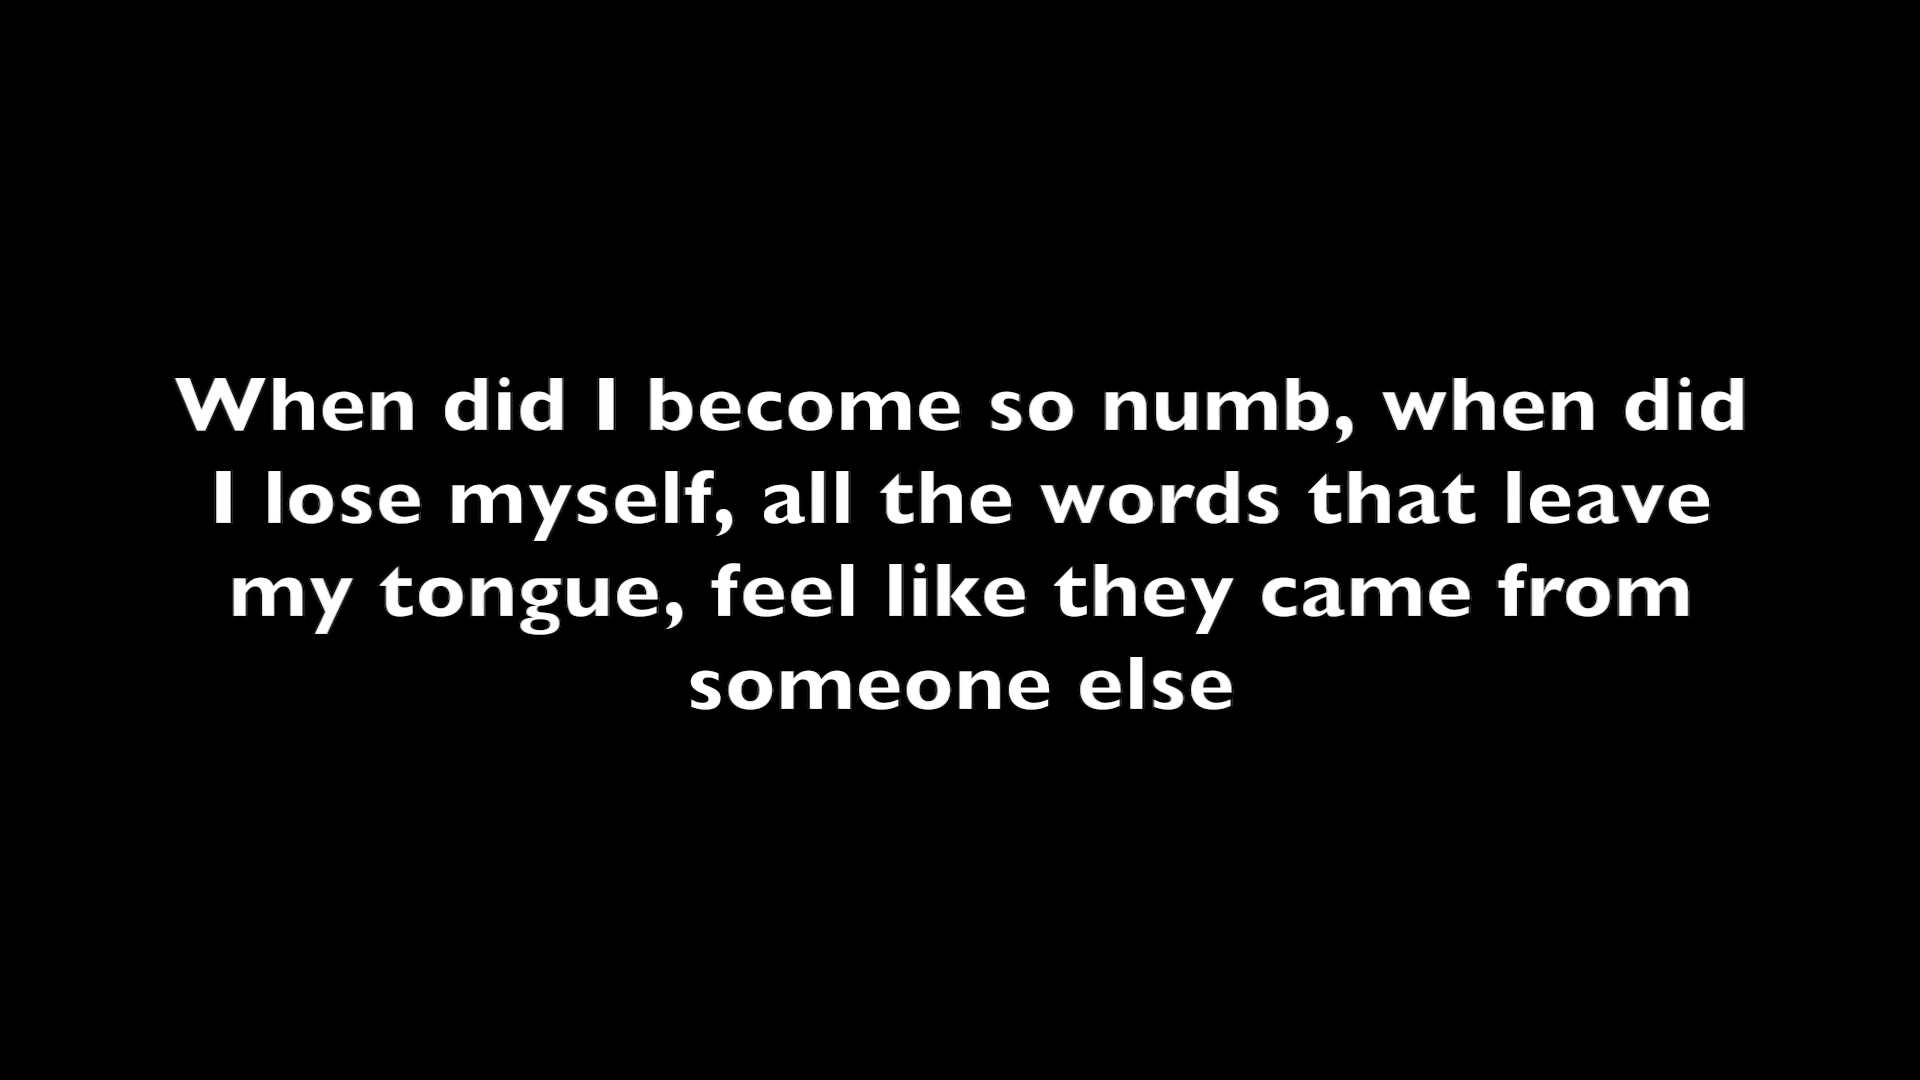 When did I become so numb, when did
I lose myself, all the words that leave
my tongue, feel like they came from
someone else